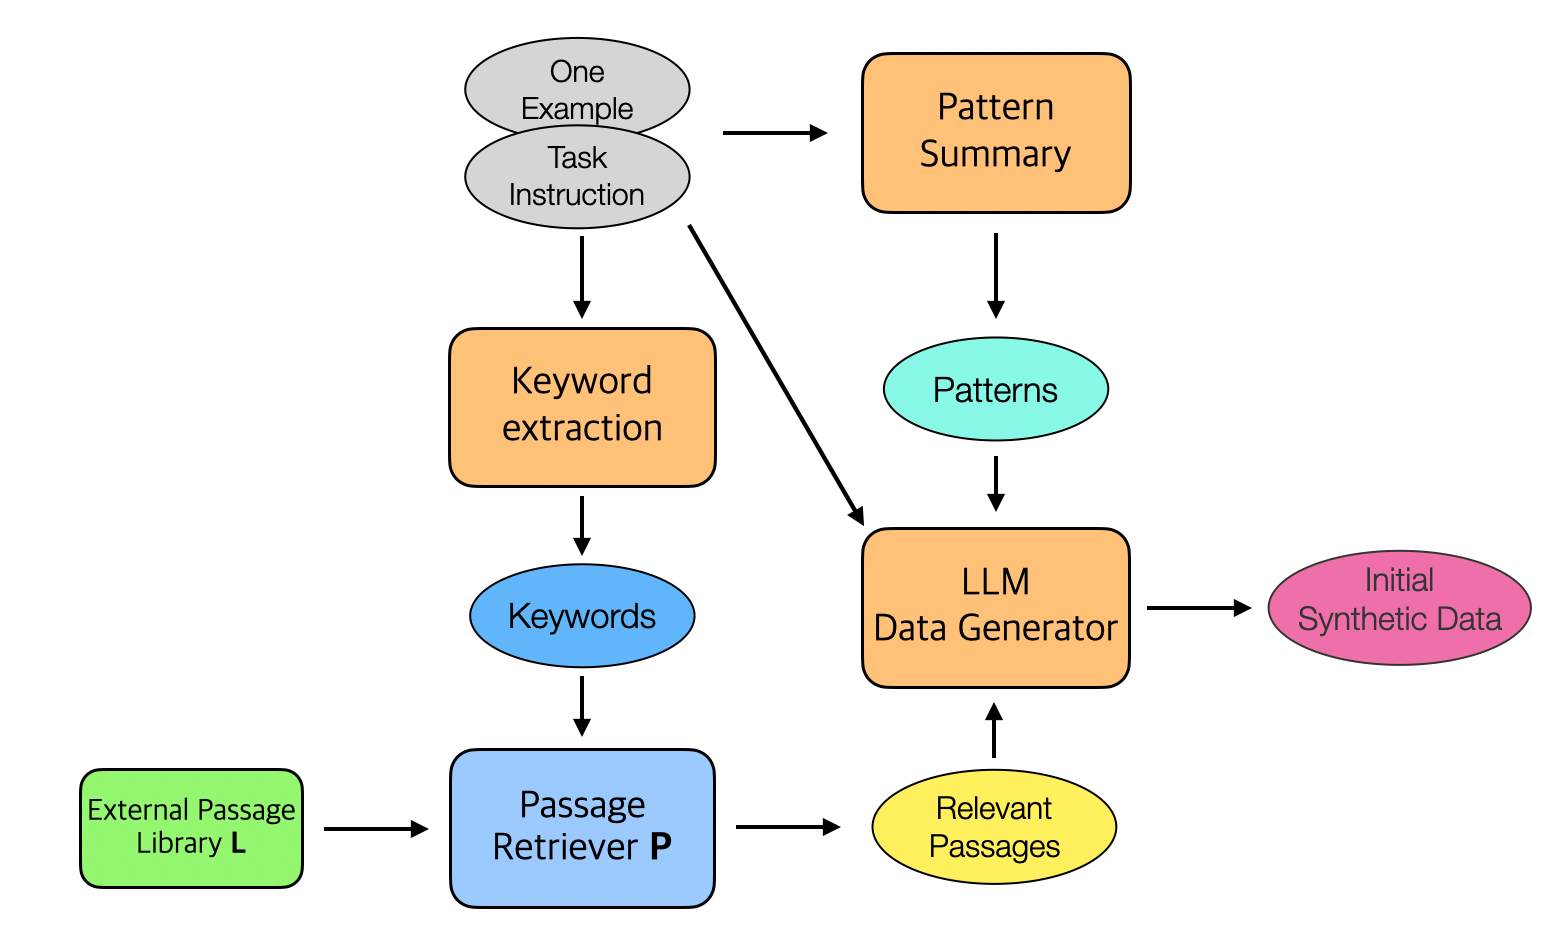 One
Example
Task
Instruction
Pattern
Summary
Keyword
extraction
Patterns
Keywords
LLM
Data Generator
Initial
Synthetic Data
External Passage
Library L
Passage
Retriever P
Relevant
Passages